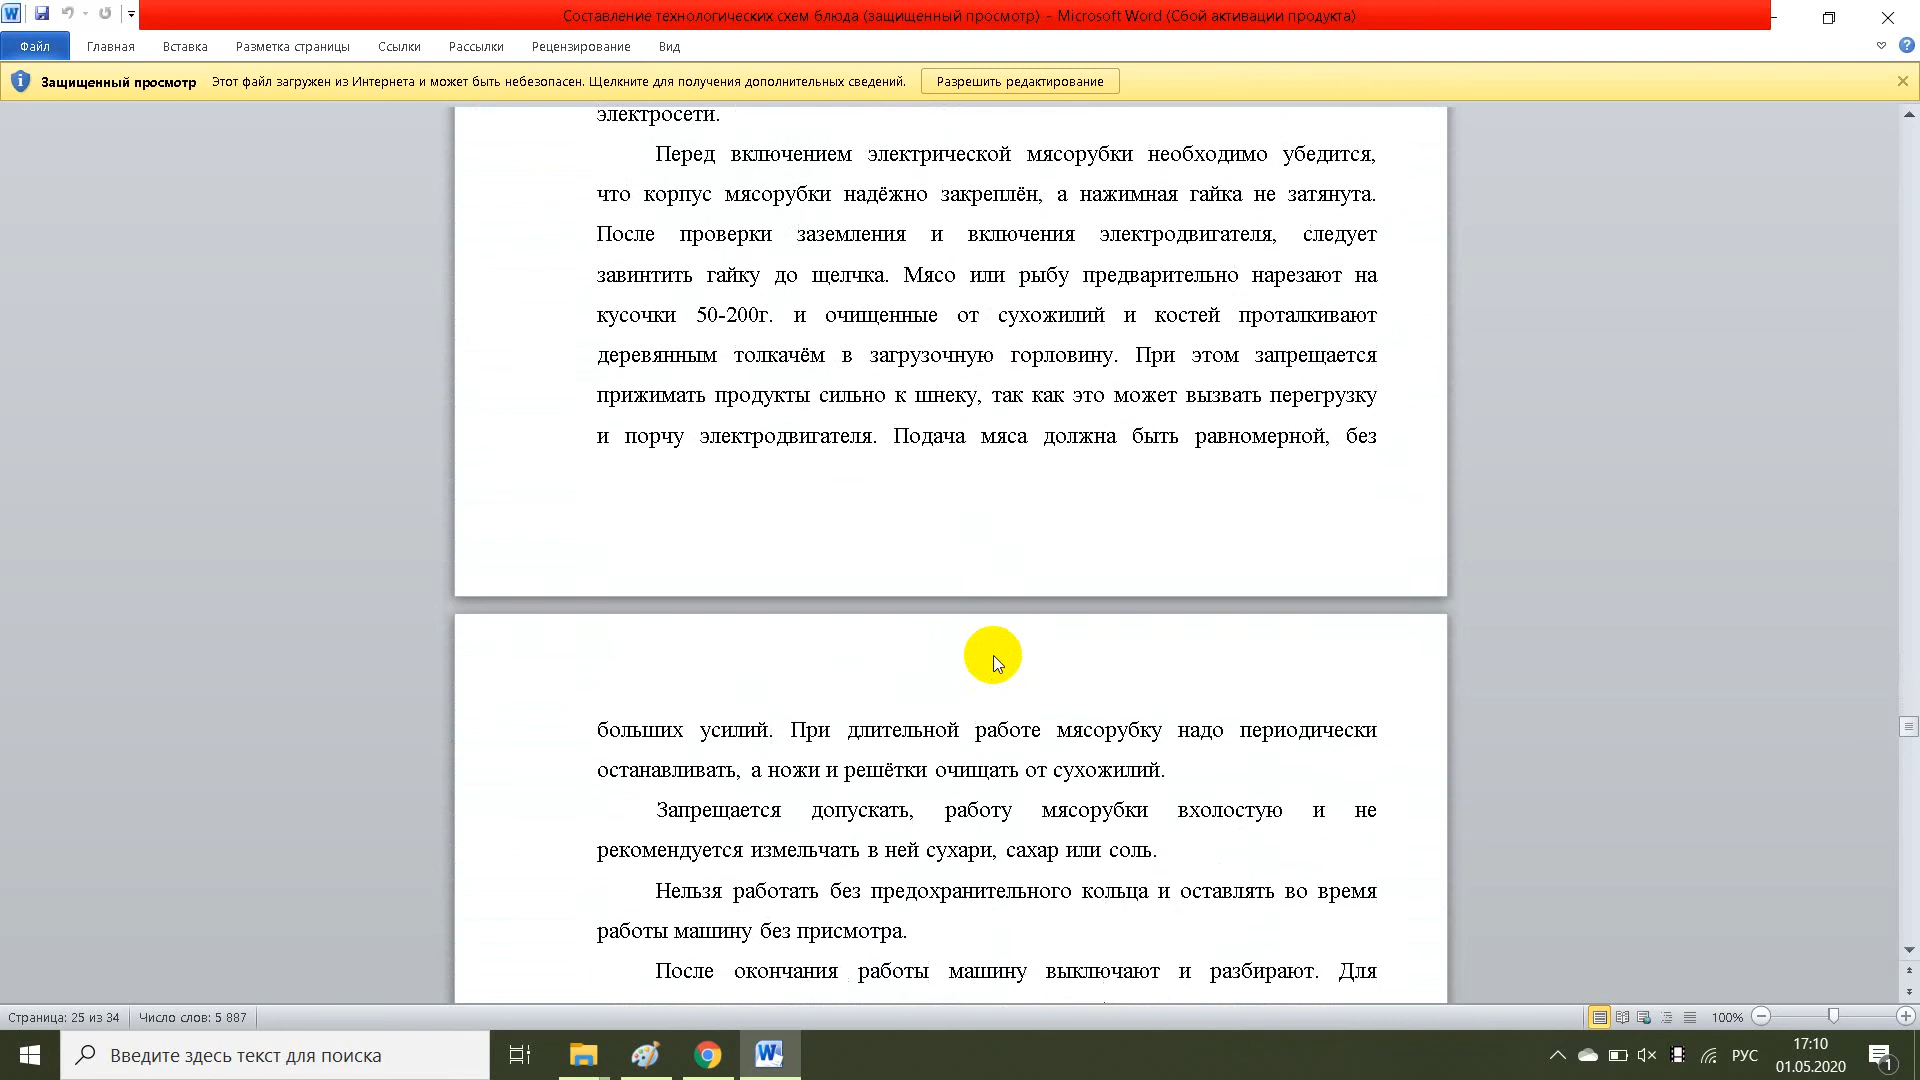 Составление технологических схем блюда (защищенный просмотр) - Microsoft Word (Сбой активации продукта)
Файл Главная Вставка Разметка страницы Ссылки Рассылки Рецензирование Вид
Защищенный просмотр Этот файл загружен из Интернета и может быть небезопасен. Щелкните для получения дополнительных сведений. Разрешить редактирование
электросети.
Перед включением электрической мясорубки необходимо убедится,
что корпус мясорубки надёжно закреплён, а нажимная гайка не затянута.
После проверки заземления и включения электродвигателя, следует
завинтить гайку до щелчка. Мясо или рыбу предварительно нарезают на
кусочки 50-200г. и очищенные от сухожилий и костей проталкивают
деревянным толкачём в загрузочную горловину. При этом запрещается
прижимать продукты сильно к шнеку, так как это может вызвать перегрузку
и порчу электродвигателя. Подача мяса должна быть равномерной, без
больших усилий. При длительной работе мясорубку надо периодически
останавливать, а ножи и решётки очищать от сухожилий.
Запрещается допускать, работу мясорубки вхолостую и не
рекомендуется измельчать в ней сухари, сахар или соль.
Нельзя работать без предохранительного кольца и оставлять во время
работы машину без присмотра.
После окончания работы машину выключают и разбирают. Для
Страница: 25 из 34 Число слов: 5 887 100%
Введите здесь текст для поиска РУС 17:10
01.05.2020 1